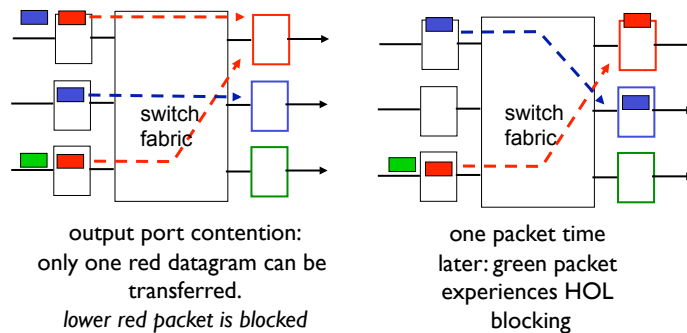 switch
fabric
output port contention:
only one red datagram can be
transferred.
lower red packet is blocked
switch
fabric
one packet time
later: green packet
experiences HOL
blocking